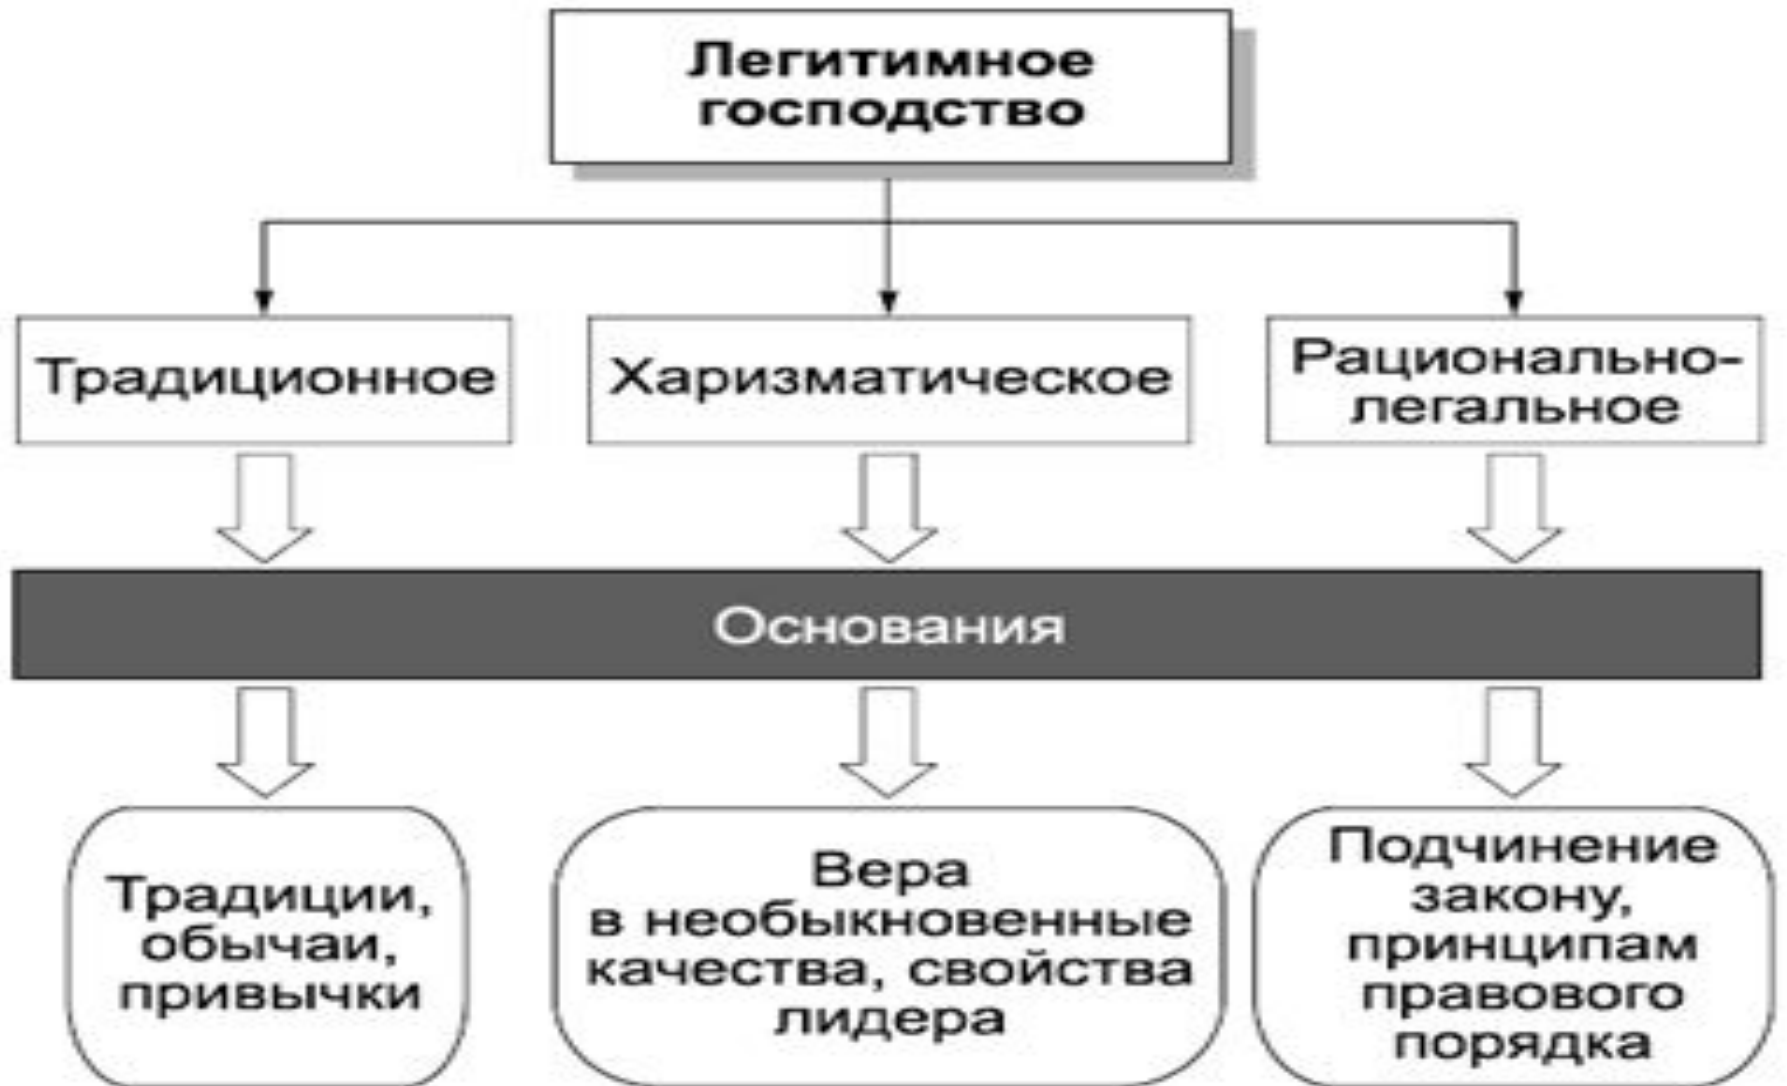 Легитимное
господство
Традиционное
Харизматическое
Рационально-
легальное
Основания
Традиции,
обычаи,
привычки
Вера
в необыкновенные
качества, свойства
лидера
Подчинение
закону,
принципам
правового
порядка